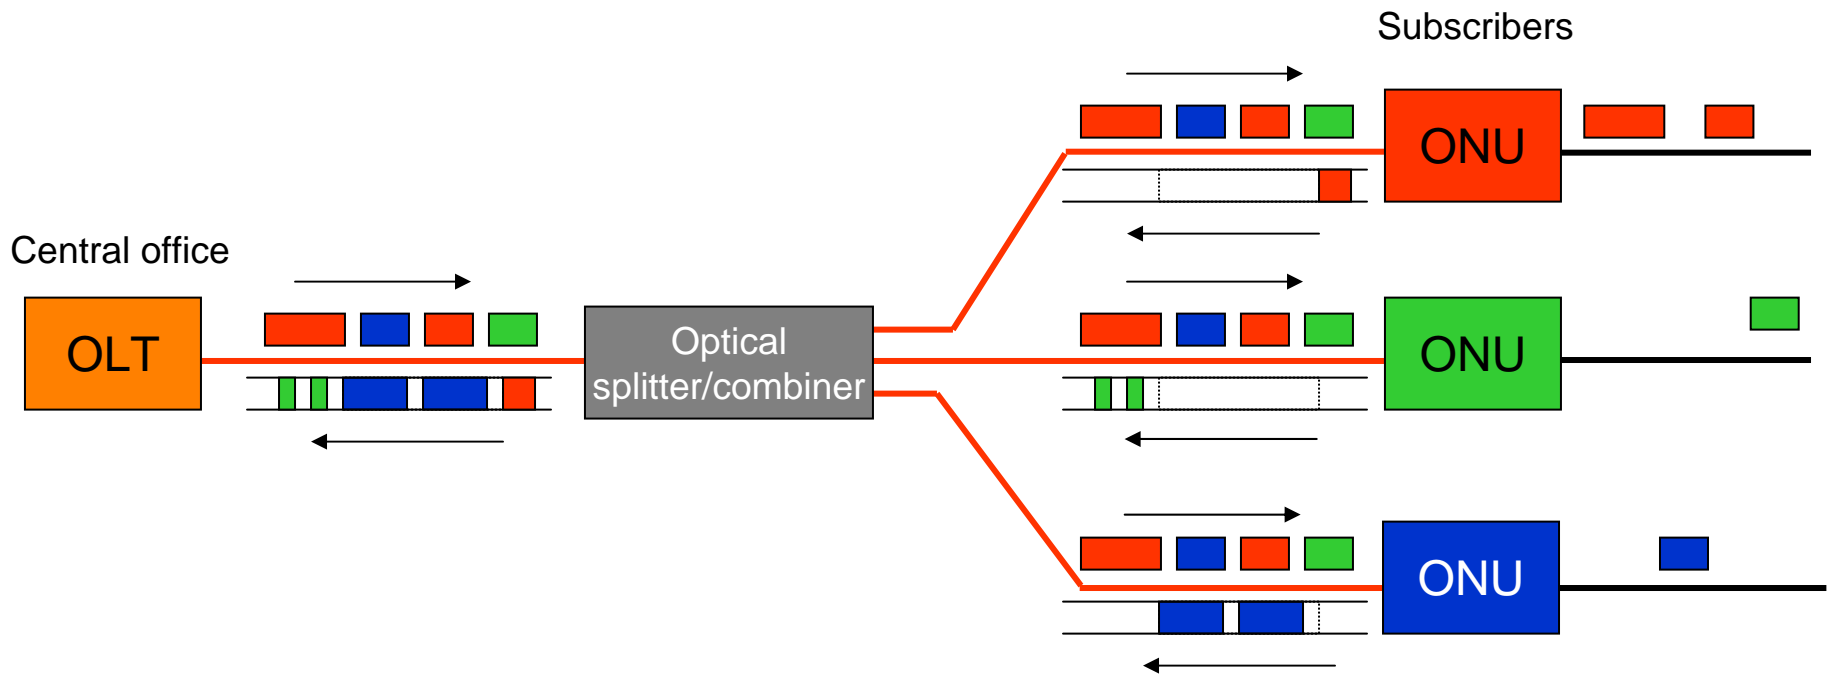 Subscribers
ONU
Central office
OLT
Optical
splitter/combiner
ONU
ONU